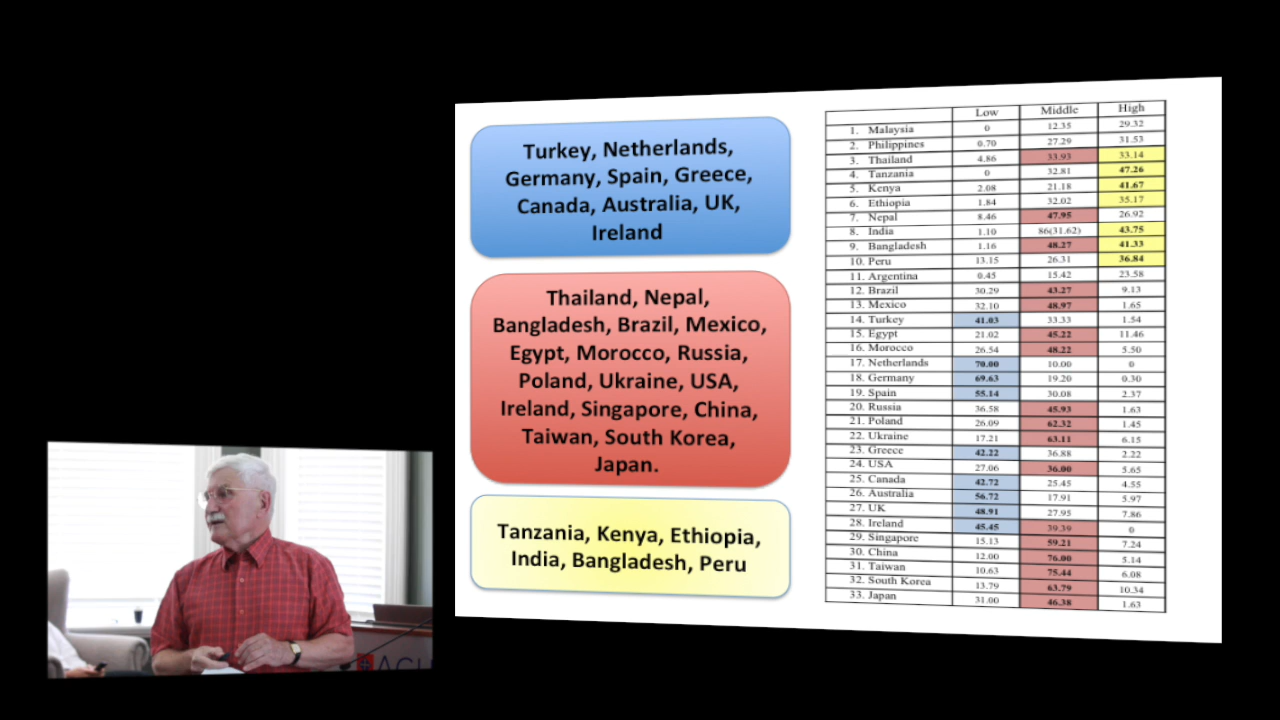 Turkey, Netherlands,
Germany, Spain, Greece,
Canada, Australia, UK,
Ireland
Thailand, Nepal,
Bangladesh, Brazil, Mexico,
Egypt, Morocco, Russia,
Poland, Ukraine, USA,
Ireland, Singapore, China,
Taiwan, South Korea,
Japan.
Tanzania, Kenya, Ethiopia,
India, Bangladesh, Peru
Low Middle High
1. Malaysia 0 12.35 29.32
2. Philippines 0.70 27.29 31.53
3. Thailand 4.86 33.93 33.14
4. Tanzania 0 32.81 47.26
5. Kenya 2.08 21.18 41.67
6. Ethiopia 1.84 32.02 35.17
7. Nepal 8.46 47.95 26.92
8. India 1.10 86(31.62) 43.75
9. Bangladesh 1.16 48.27 41.33
10. Peru 13.15 26.31 36.84
11. Argentina 0.45 15.42 23.58
12. Brazil 30.29 43.27 9.13
13. Mexico 32.10 48.97 1.65
14. Turkey 41.03 33.33 1.54
15. Egypt 21.02 45.22 11.46
16. Morocco 26.54 48.22 5.50
17. Netherlands 70.00 10.00 0
18. Germany 69.63 19.20 0.30
19. Spain 55.14 30.08 2.37
20. Russia 36.58 45.93 1.63
21. Poland 26.09 62.32 1.45
22. Ukraine 17.21 63.11 6.15
23. Greece 42.22 36.88 2.22
24. USA 27.06 36.00 5.65
25. Canada 42.72 25.45 4.55
26. Australia 56.72 17.91 5.97
27. UK 48.91 27.95 7.86
28. Ireland 45.45 39.39 0
29. Singapore 15.13 59.21 7.24
30. China 12.00 76.00 5.14
31. Taiwan 10.63 75.44 6.08
32. South Korea 13.79 63.79 10.34
33. Japan 31.00 46.38 1.63